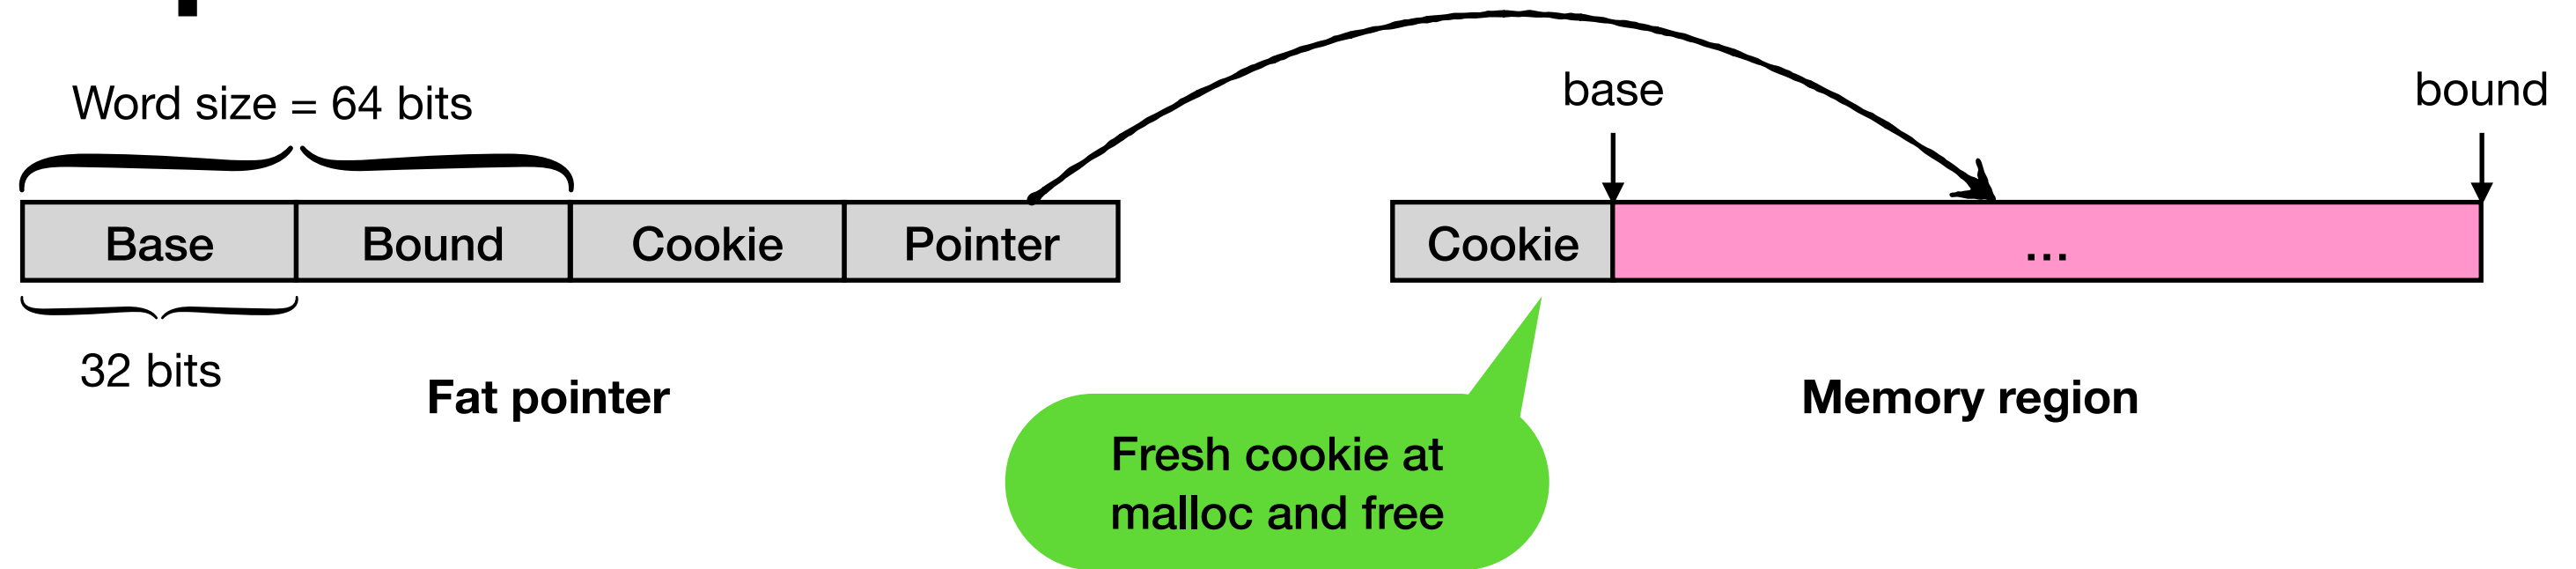 Word size = 64 bits
base
bound
Base
Bound
Cookie
Pointer
Cookie
...
32 bits
Fat pointer
Memory region
Fresh cookie at
malloc and free